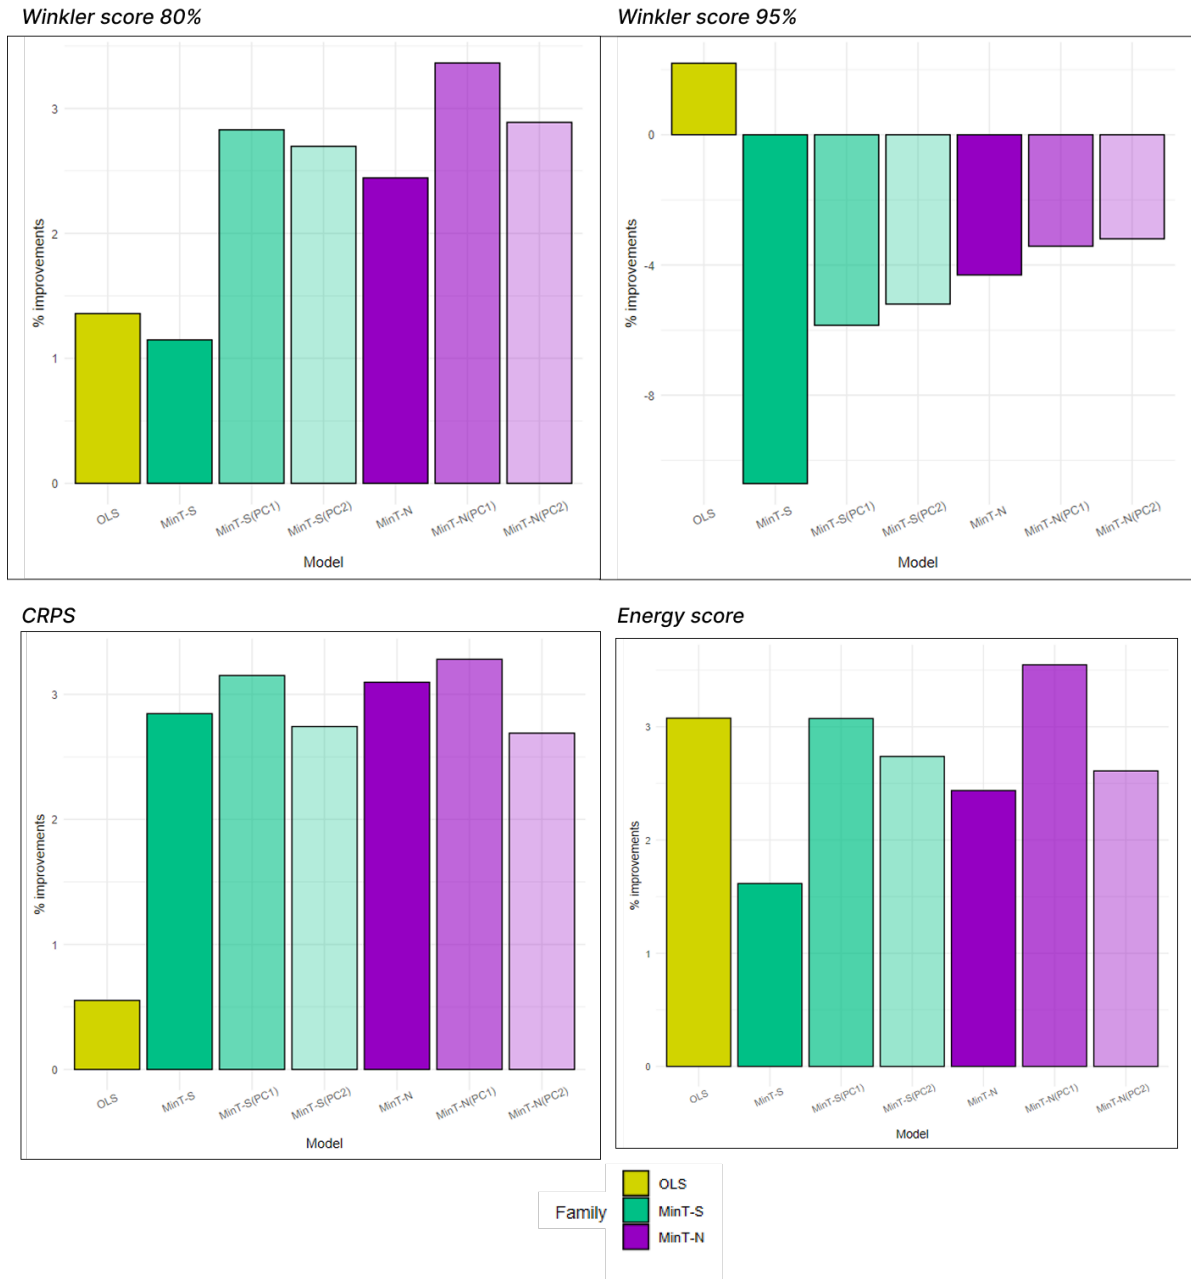 Winkler score 80%
% improvements
3
2
1
0
OLS
MinT-S
MinT-S(PC1)
MinT-S(PC2)
MinT-N
MinT-N(PC1)
MinT-N(PC2)
Model
Winkler score 95%
% improvements
0
-4
-8
OLS
MinT-S
MinT-S(PC1)
MinT-S(PC2)
MinT-N
MinT-N(PC1)
MinT-N(PC2)
Model
CRPS
% improvements
3
2
1
0
OLS
MinT-S
MinT-S(PC1)
MinT-S(PC2)
MinT-N
MinT-N(PC1)
MinT-N(PC2)
Model
Energy score
% improvements
3
2
1
0
OLS
MinT-S
MinT-S(PC1)
MinT-S(PC2)
MinT-N
MinT-N(PC1)
MinT-N(PC2)
Model
Family
OLS
MinT-S
MinT-N